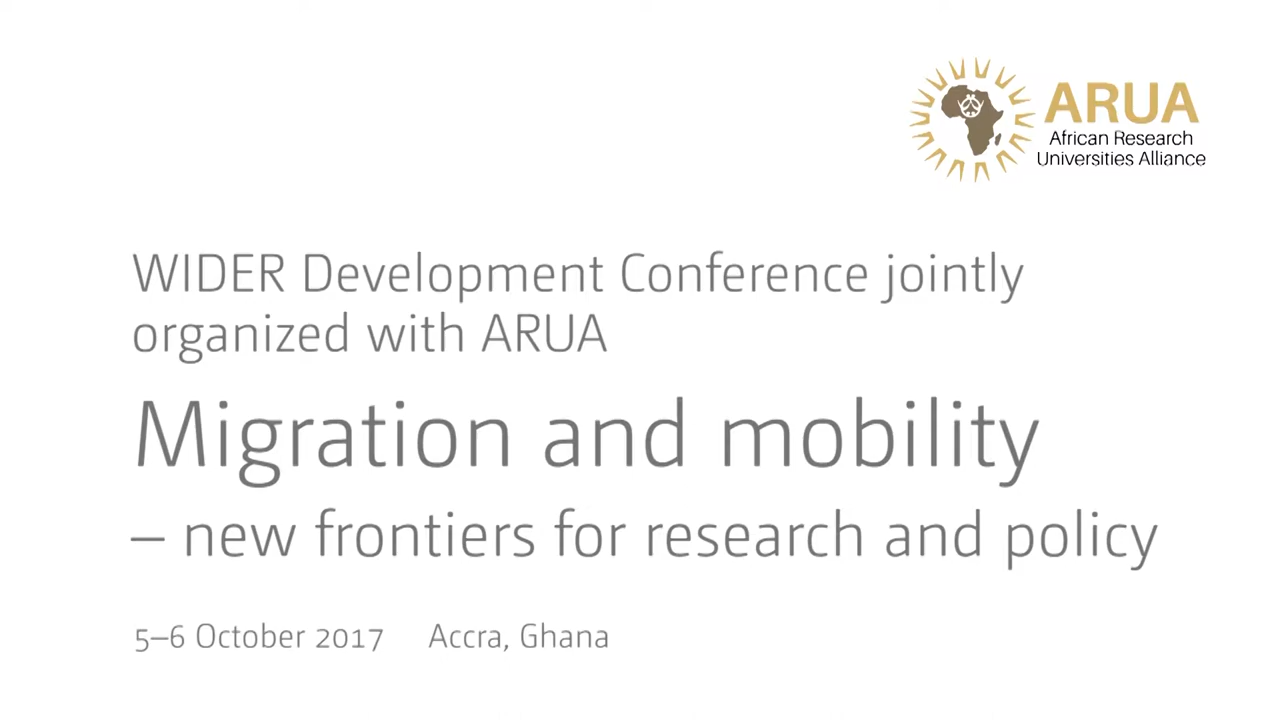 ARUA
African Research
Universities Alliance
WIDER Development Conference jointly
organized with ARUA
Migration and mobility
– new frontiers for research and policy
5–6 October 2017 Accra, Ghana